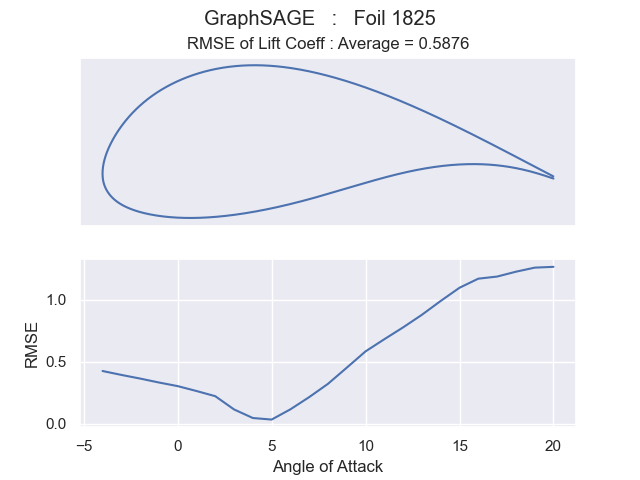 GraphSAGE   :   Foil 1825
RMSE of Lift Coeff : Average = 0.5876
1.0
0.5
0.0
RMSE
−5 0 5 10 15 20
Angle of Attack